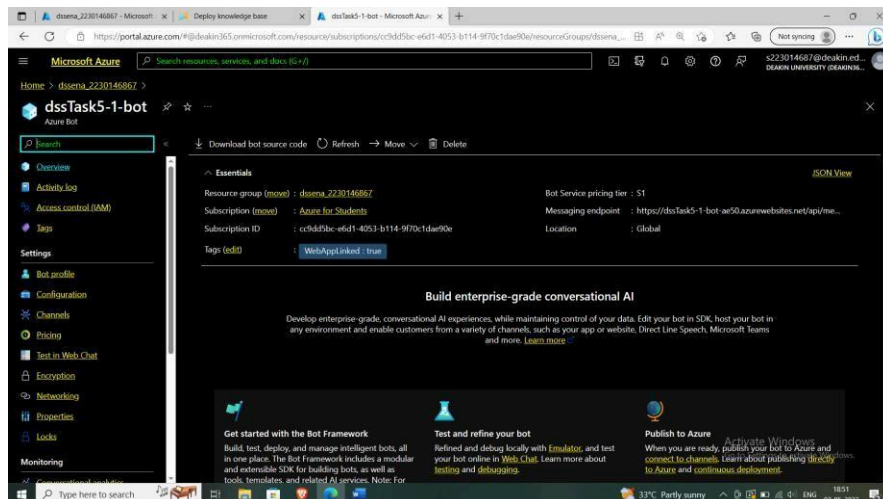 dssena_2230146867 - Microsoft
Deploy knowledge base
dssTask5-1-bot - Microsoft Azur
https://portal.azure.com/#@deakin365.onmicrosoft.com/resource/subscriptions/cc9dd5bc-e6d1-4053-b114-9f70c1dae90e/resourceGroups/dssena_...
Not syncing
Microsoft Azure
Search resources, services, and docs (G+/)
s223014687@deakin.ed...
DEAKIN UNIVERSITY (DEAKIN36...
Home > dssena_2230146867 >
dssTask5-1-bot
Azure Bot
Search
Download bot source code Refresh Move Delete
Overview
Activity log
Access control (IAM)
Tags
Settings
Bot profile
Configuration
Channels
Pricing
Test in Web Chat
Encryption
Networking
Properties
Locks
Monitoring
Conversational analytics
Essentials
JSON View
Resource group (move) : dssena_2230146867
Subscription (move) : Azure for Students
Subscription ID : cc9dd5bc-e6d1-4053-b114-9f70c1dae90e
Tags (edit) : WebAppLinked : true
Bot Service pricing tier : S1
Messaging endpoint : https://dssTask5-1-bot-ae50.azurewebsites.net/api/me...
Location : Global
Build enterprise-grade conversational AI
Develop enterprise-grade, conversational AI experiences, while maintaining control of your data. Edit your bot in SDK, host your bot in
any environment and enable customers from a variety of channels, such as your app or website, Direct Line Speech, Microsoft Teams
and more. Learn more
Get started with the Bot Framework
Build, test, deploy, and manage intelligent bots, all
in one place. The Bot Framework includes a modular
and extensible SDK for building bots, as well as
tools, templates, and related AI services. Note: For
Test and refine your bot
Refined and debug locally with Emulator, and test
your bot online in Web Chat. Learn more about
testing and debugging.
Publish to Azure
When you are ready, publish your bot to Azure and
connect to channels. Learn about publishing directly
to Azure and continuous deployment.
Activate Windows
Type here to search
33°C Partly sunny
ENG
18:51